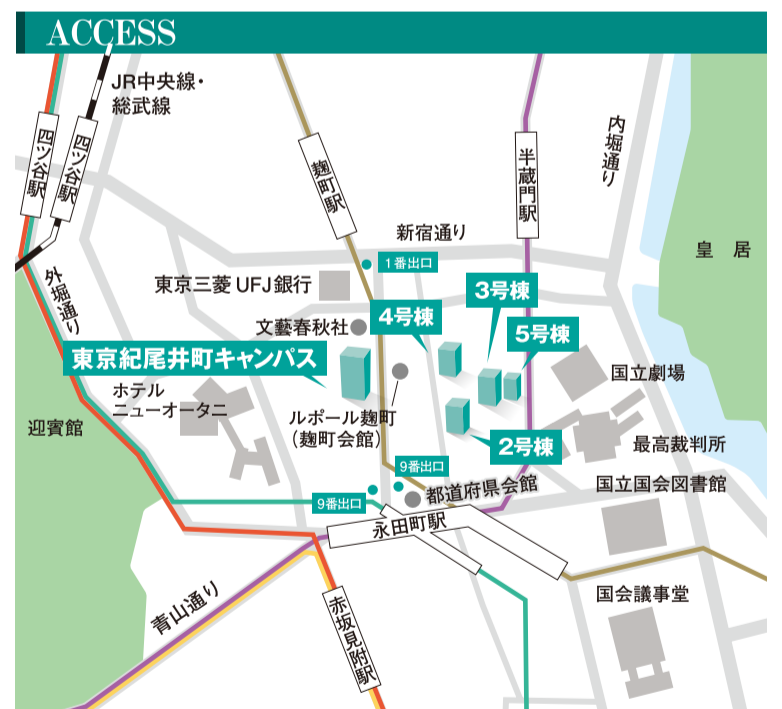 ACCESS
JR中央線・
総武線
四ツ谷駅
四ツ谷駅
麹町駅
半蔵門駅
内堀通り
新宿通り
皇 居
1番出口
外堀通り
東京三菱UFJ銀行
3号棟
文藝春秋社
4号棟
5号棟
東京紀尾井町キャンパス
国立劇場
ホテル
ニューオータニ
ルポール麹町
(麹町会館)
迎賓館
2号棟
最高裁判所
9番出口
国立国会図書館
都道府県会館
9番出口
永田町駅
国会議事堂
青山通り
赤坂見附駅